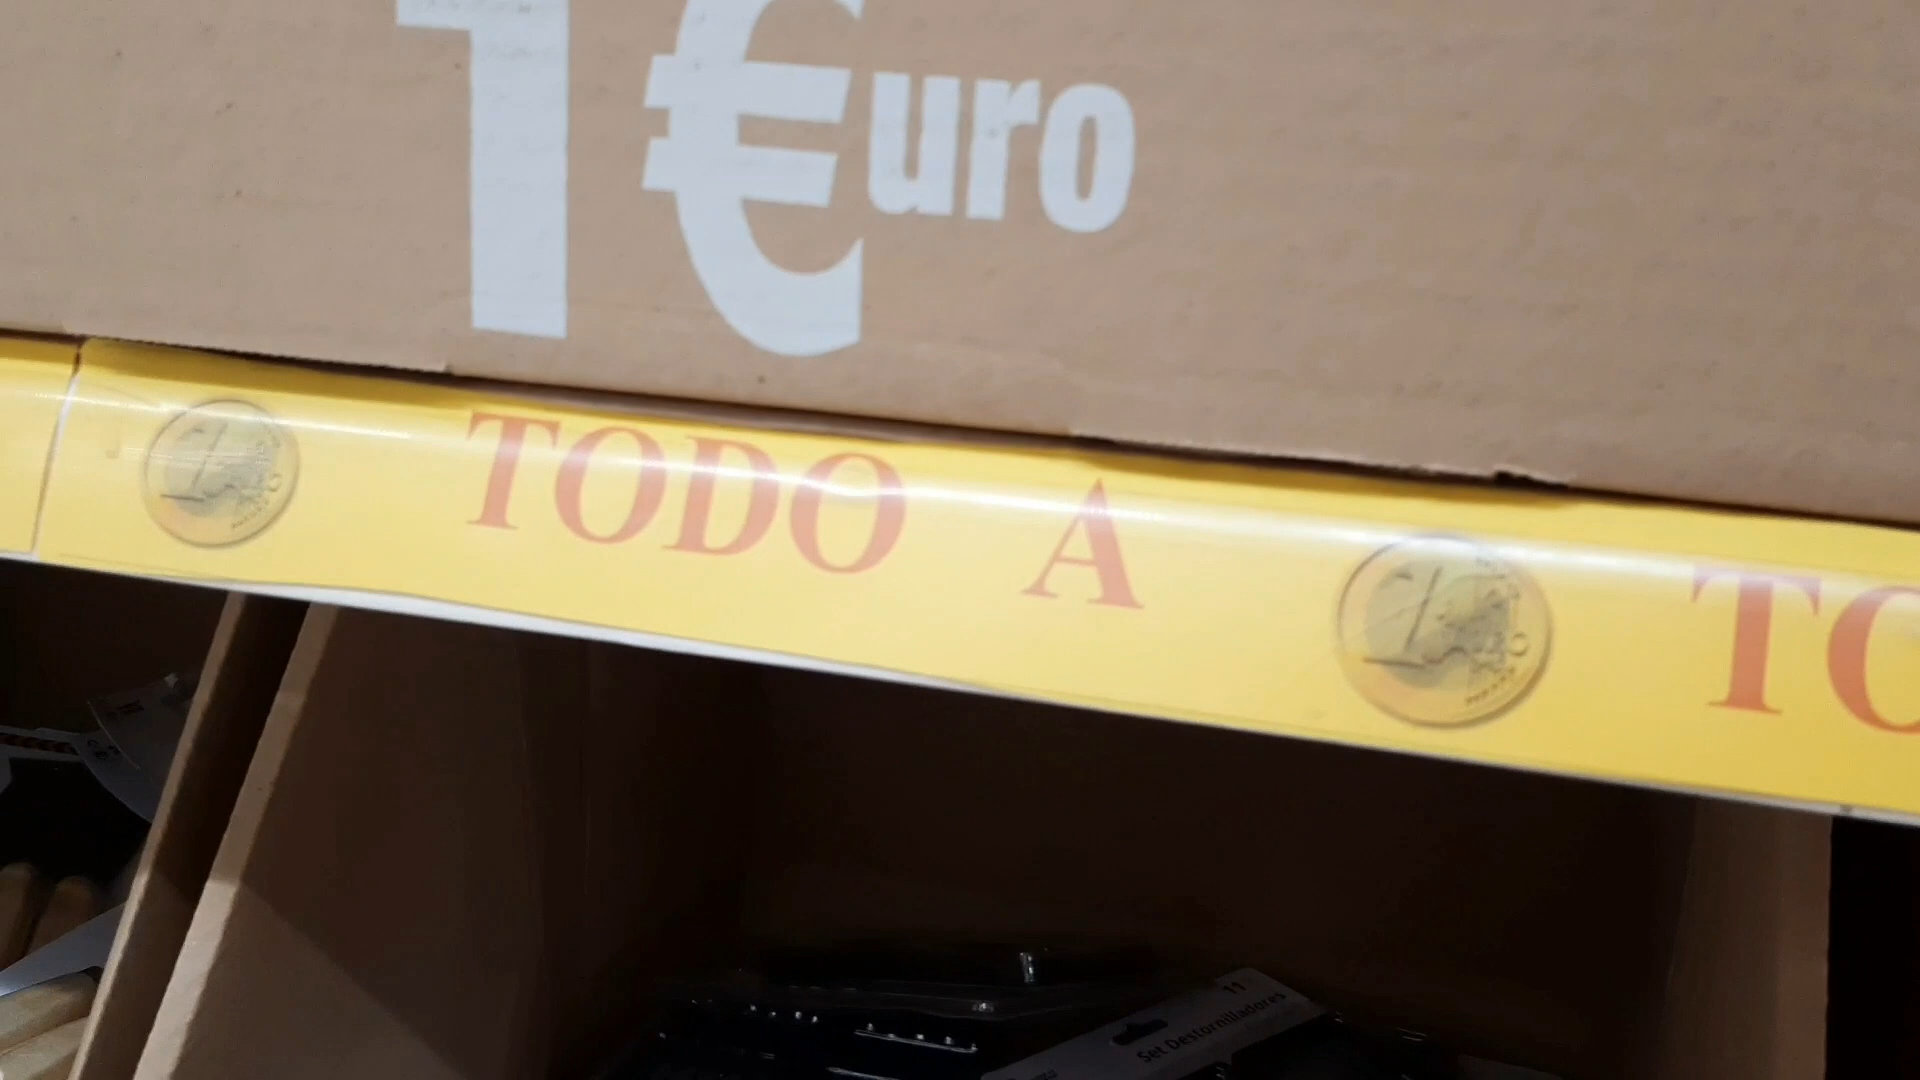 1 €uro
TODO A
TO
11
Set Destornilladores